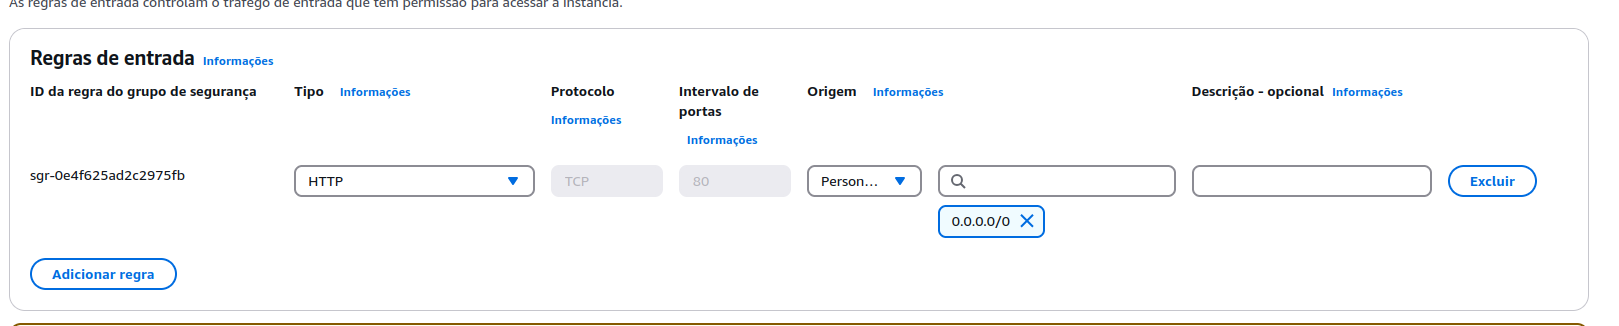 As regras de entrada controlam o tráfego de entrada que tem permissão para acessar a instância.
Regras de entrada Informações
ID da regra do grupo de segurança
Tipo Informações
Protocolo
Informações
Intervalo de
portas
Informações
Origem Informações
Descrição - opcional Informações
sgr-0e4f625ad2c2975fb
HTTP
TCP
80
Person...
0.0.0.0/0
Excluir
Adicionar regra